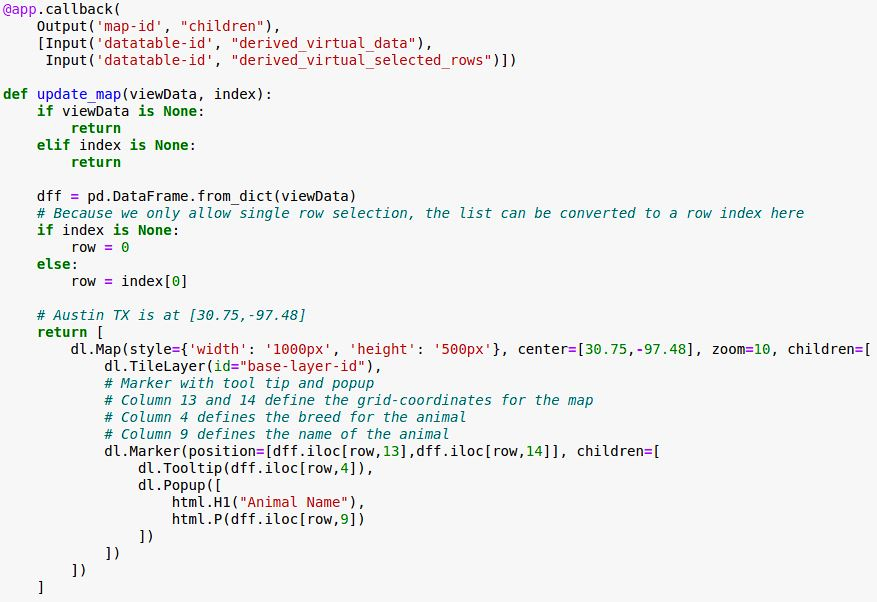 @app.callback(
    Output('map-id', "children"),
    [Input('datatable-id', "derived_virtual_data"),
     Input('datatable-id', "derived_virtual_selected_rows")])

def update_map(viewData, index):
    if viewData is None:
        return
    elif index is None:
        return

    dff = pd.DataFrame.from_dict(viewData)
    # Because we only allow single row selection, the list can be converted to a row index here
    if index is None:
        row = 0
    else:
        row = index[0]

    # Austin TX is at [30.75,-97.48]
    return [
        dl.Map(style={'width': '1000px', 'height': '500px'}, center=[30.75,-97.48], zoom=10, children=[
            dl.TileLayer(id="base-layer-id"),
            # Marker with tool tip and popup
            # Column 13 and 14 define the grid-coordinates for the map
            # Column 4 defines the breed for the animal
            # Column 9 defines the name of the animal
            dl.Marker(position=[dff.iloc[row,13],dff.iloc[row,14]], children=[
                dl.Tooltip(dff.iloc[row,4]),
                dl.Popup([
                    html.H1("Animal Name"),
                    html.P(dff.iloc[row,9])
                ])
            ])
        ])
    ]